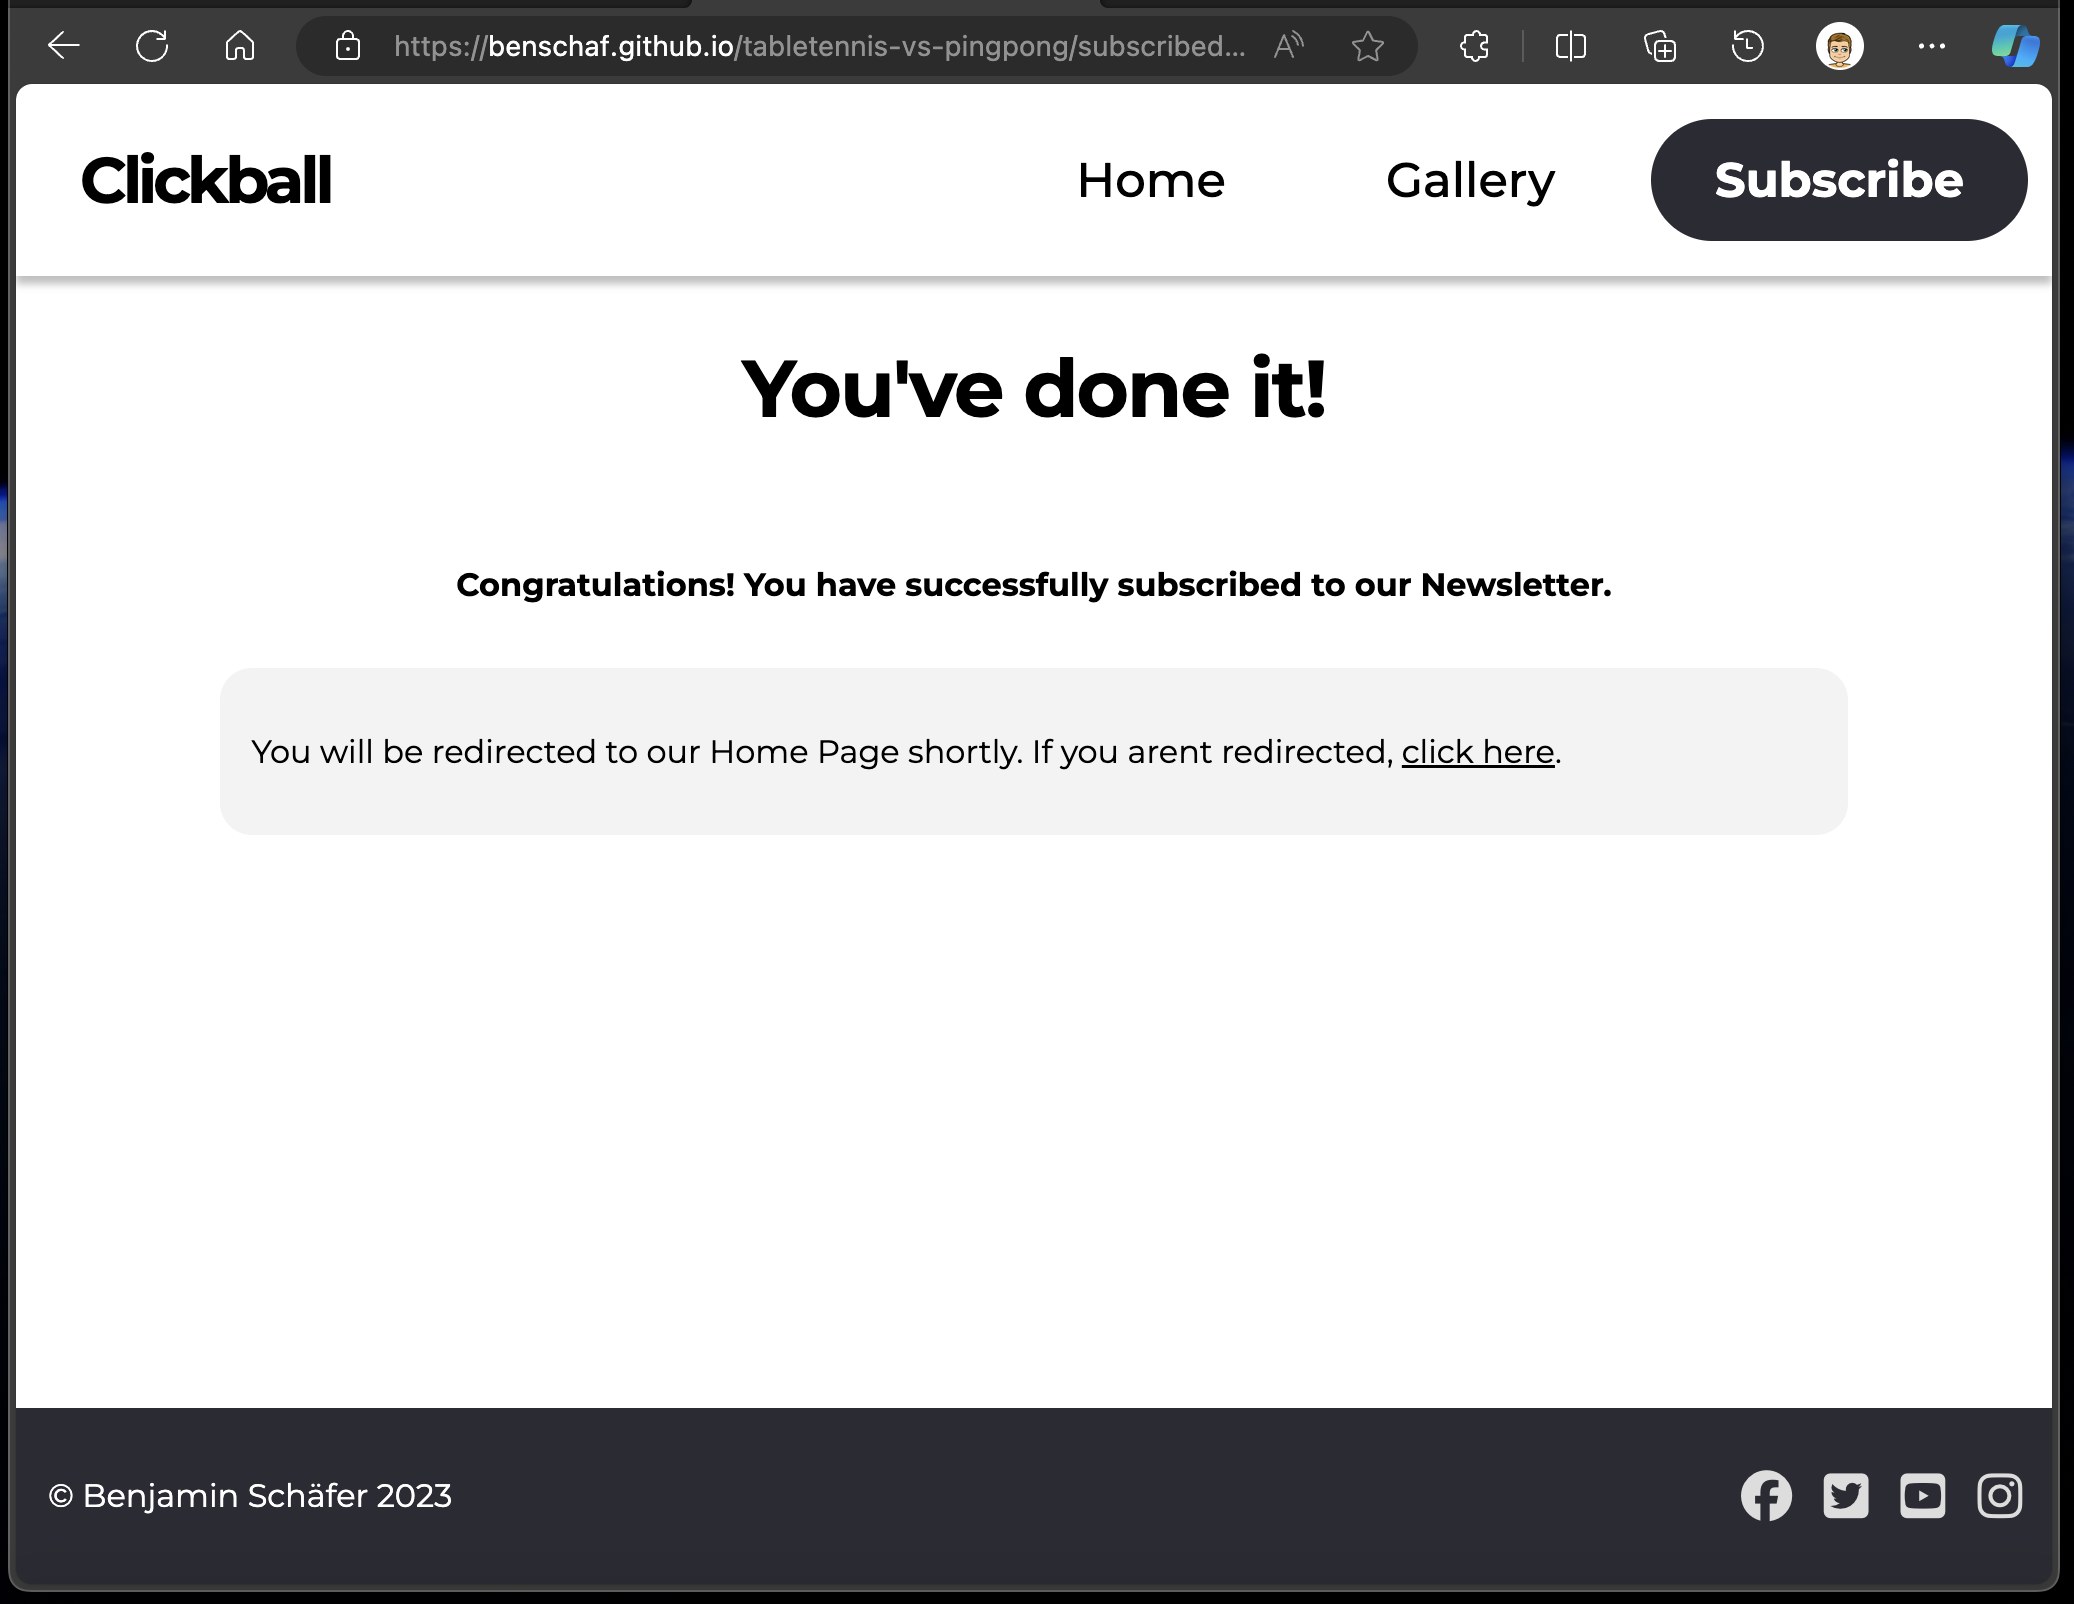 https://benschaf.github.io/tabletennis-vs-pingpong/subscribed...
Clickball
Home
Gallery
Subscribe
You've done it!
Congratulations! You have successfully subscribed to our Newsletter.
You will be redirected to our Home Page shortly. If you arent redirected, click here.
© Benjamin Schäfer 2023